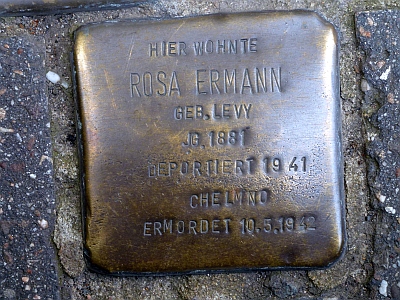 HIER WOHNTE
ROSA ERMANN
GEB. LEVY
JG. 1881
DEPORTIERT 1941
CHELMNO
ERMORDET 10.5.1942